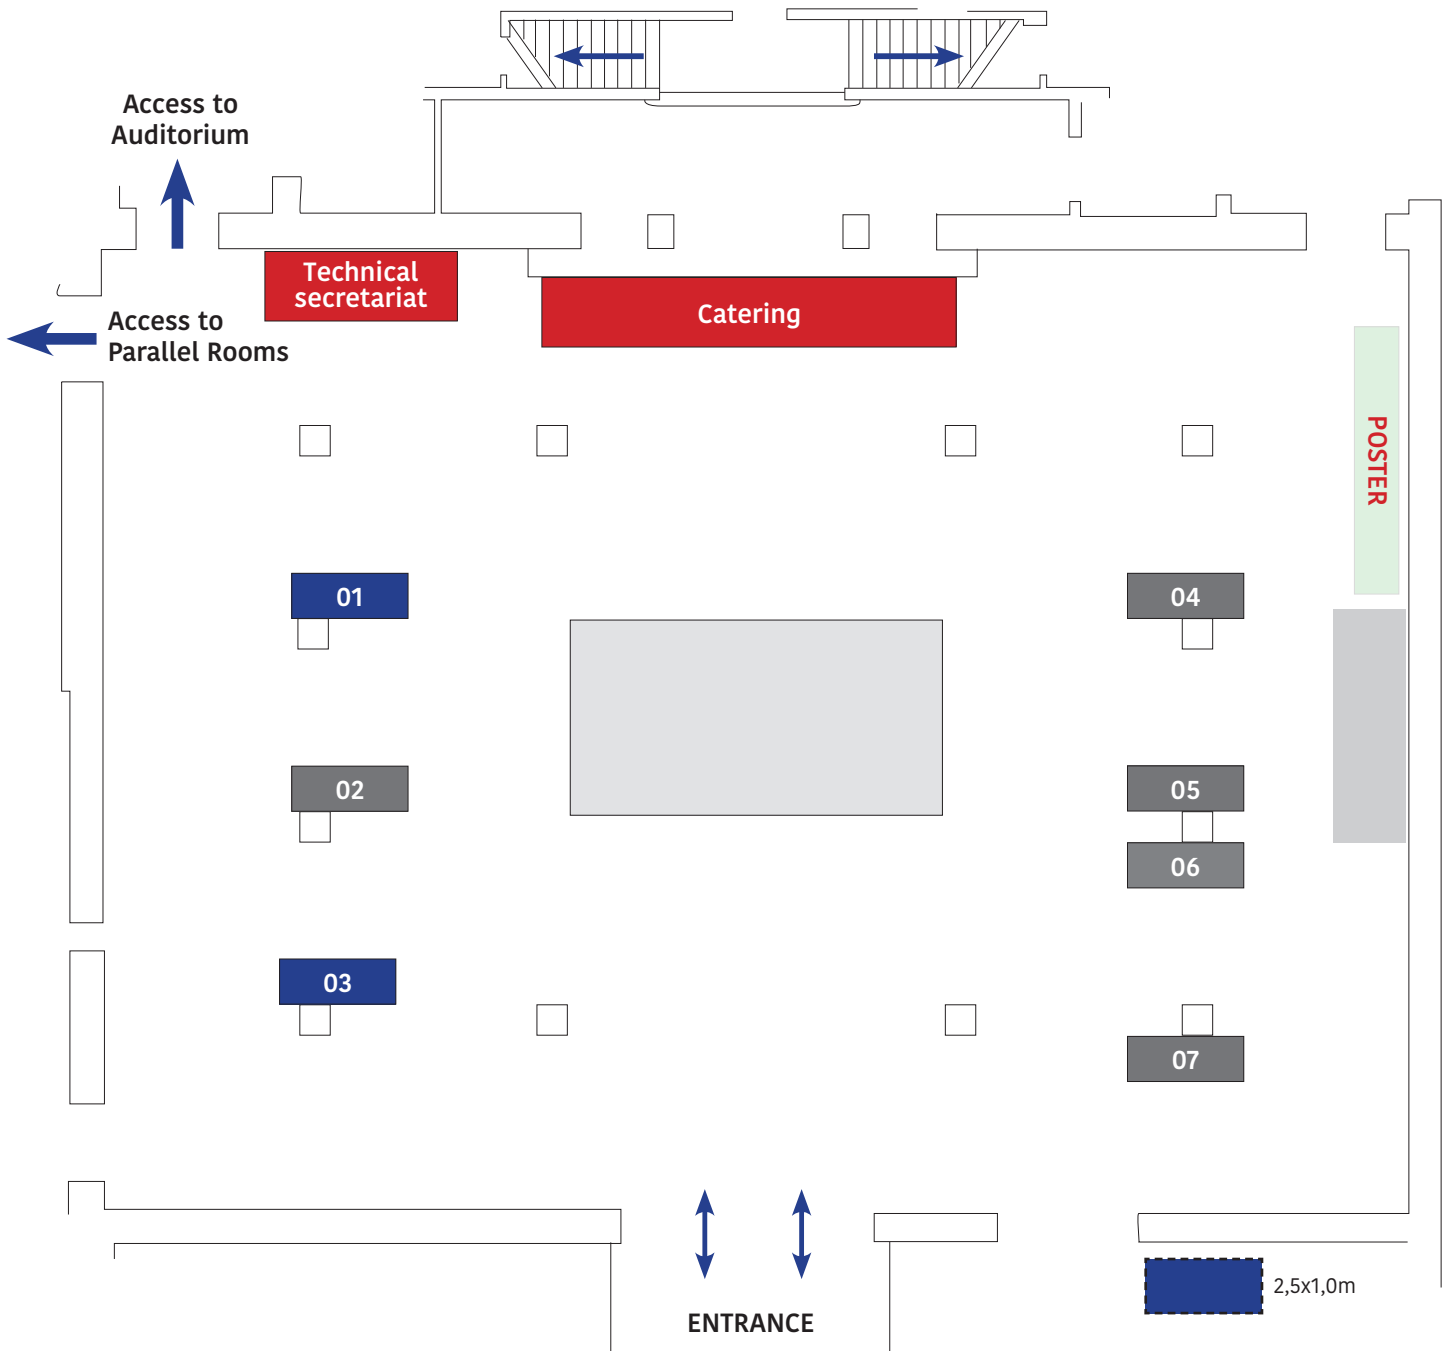 Access to
Auditorium
Technical
secretariat
Catering
Access to
Parallel Rooms
POSTER
01
04
02
05
06
03
07
2,5x1,0m
ENTRANCE